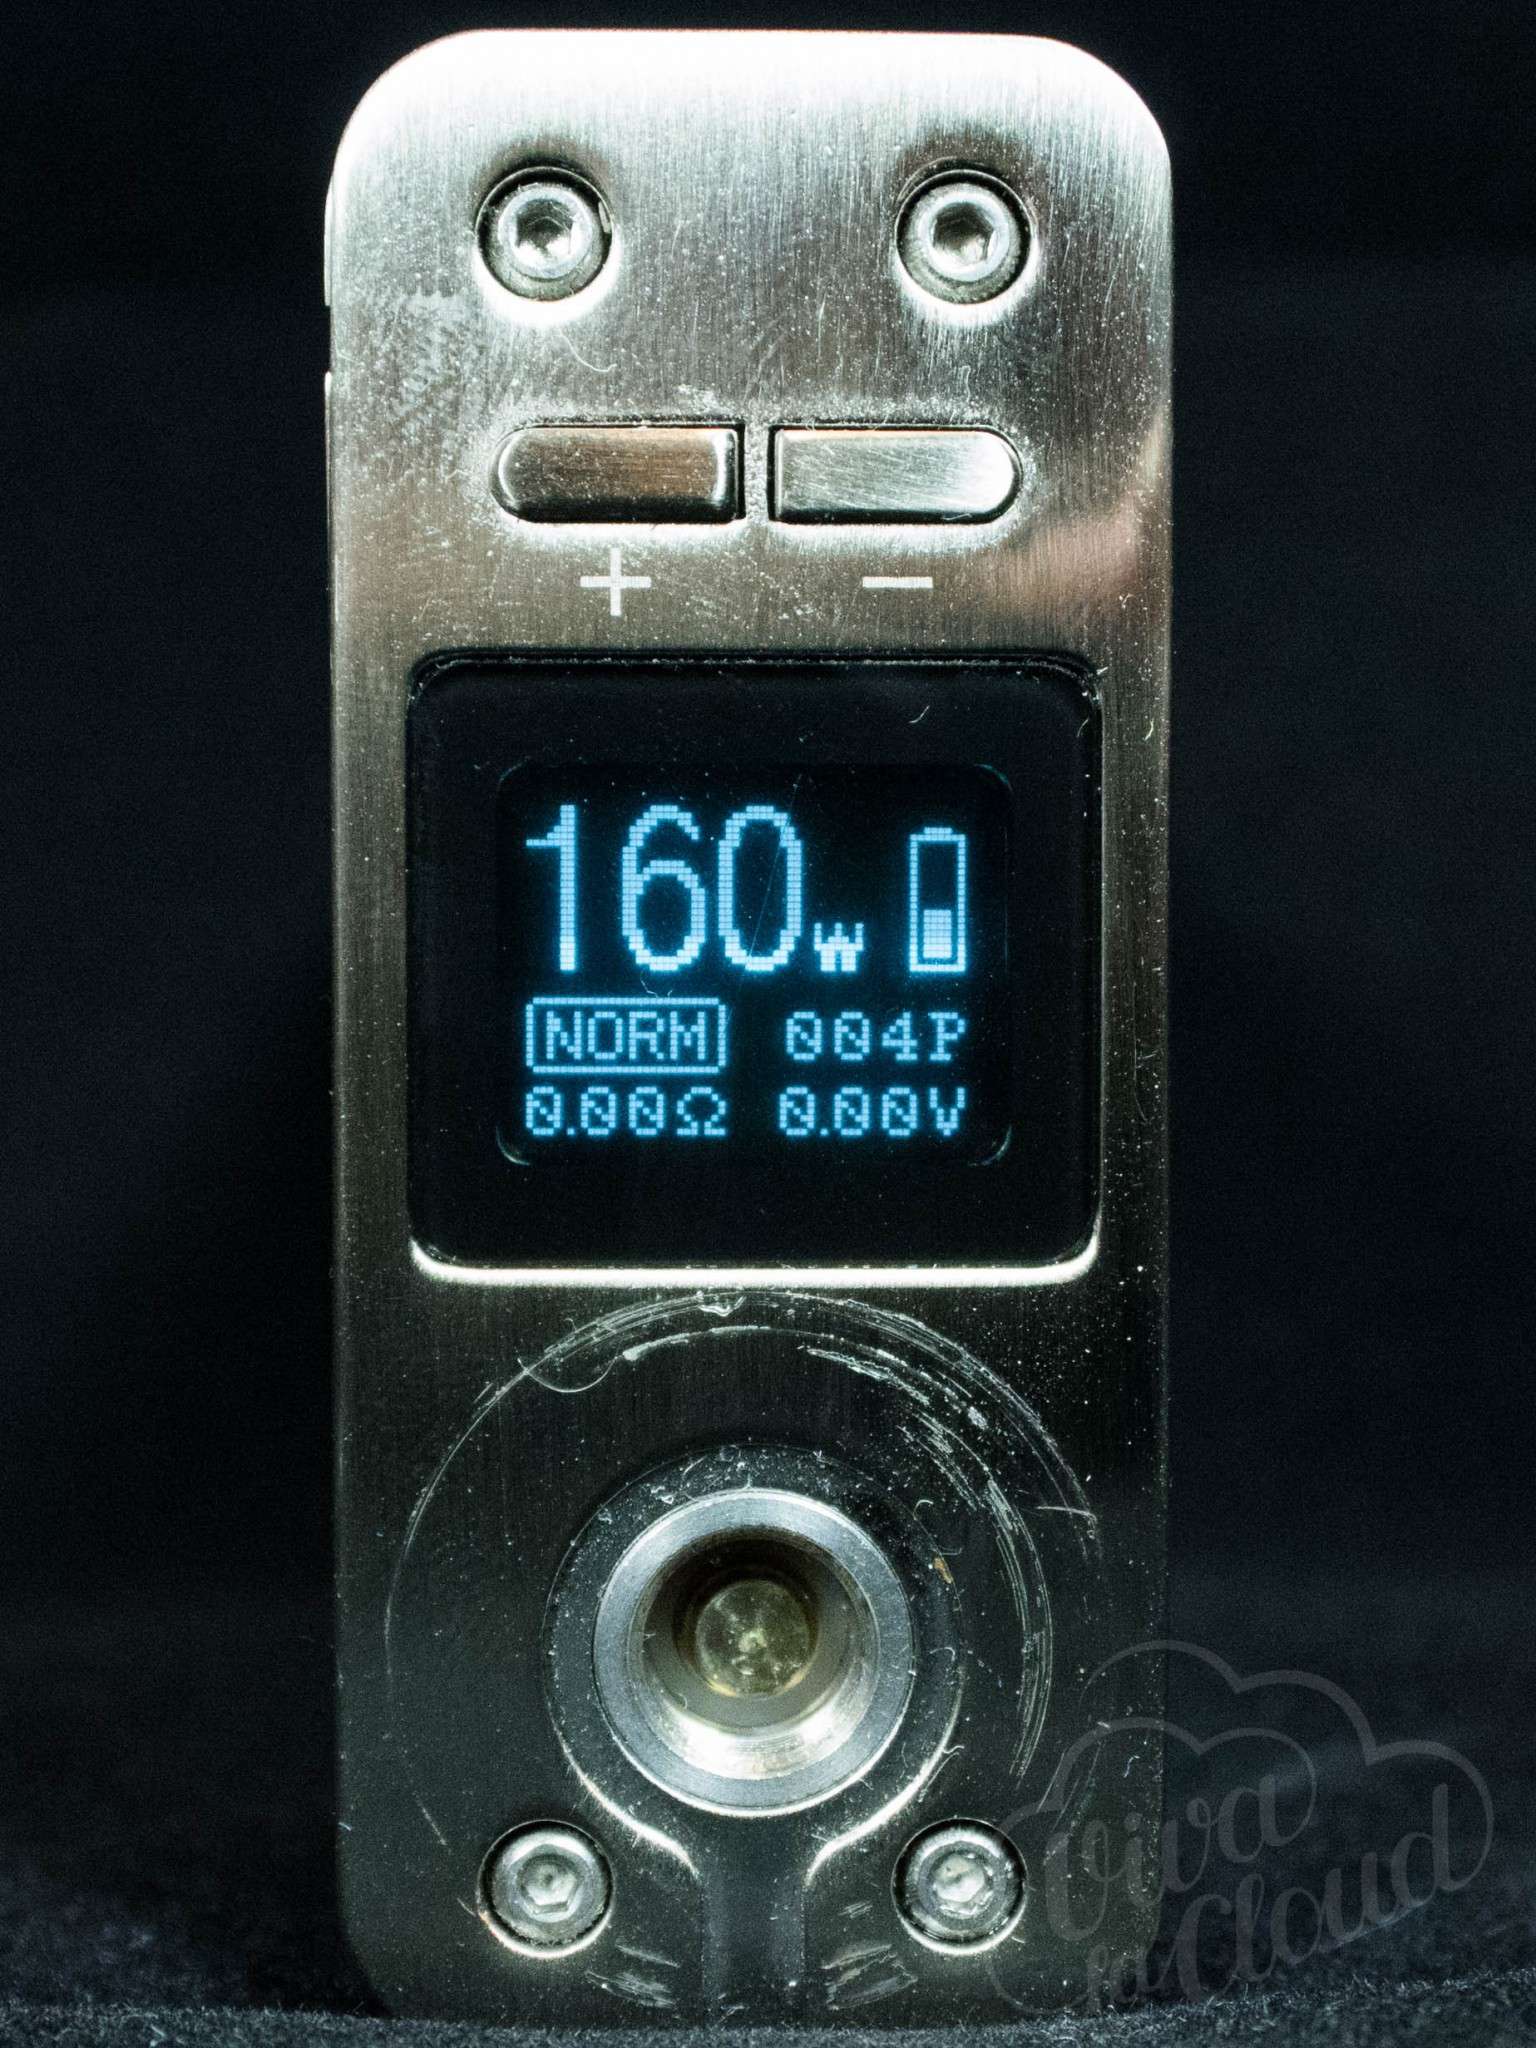 + −
160W
NORM 004P
0.00Ω 0.00V
Viva
la Cloud